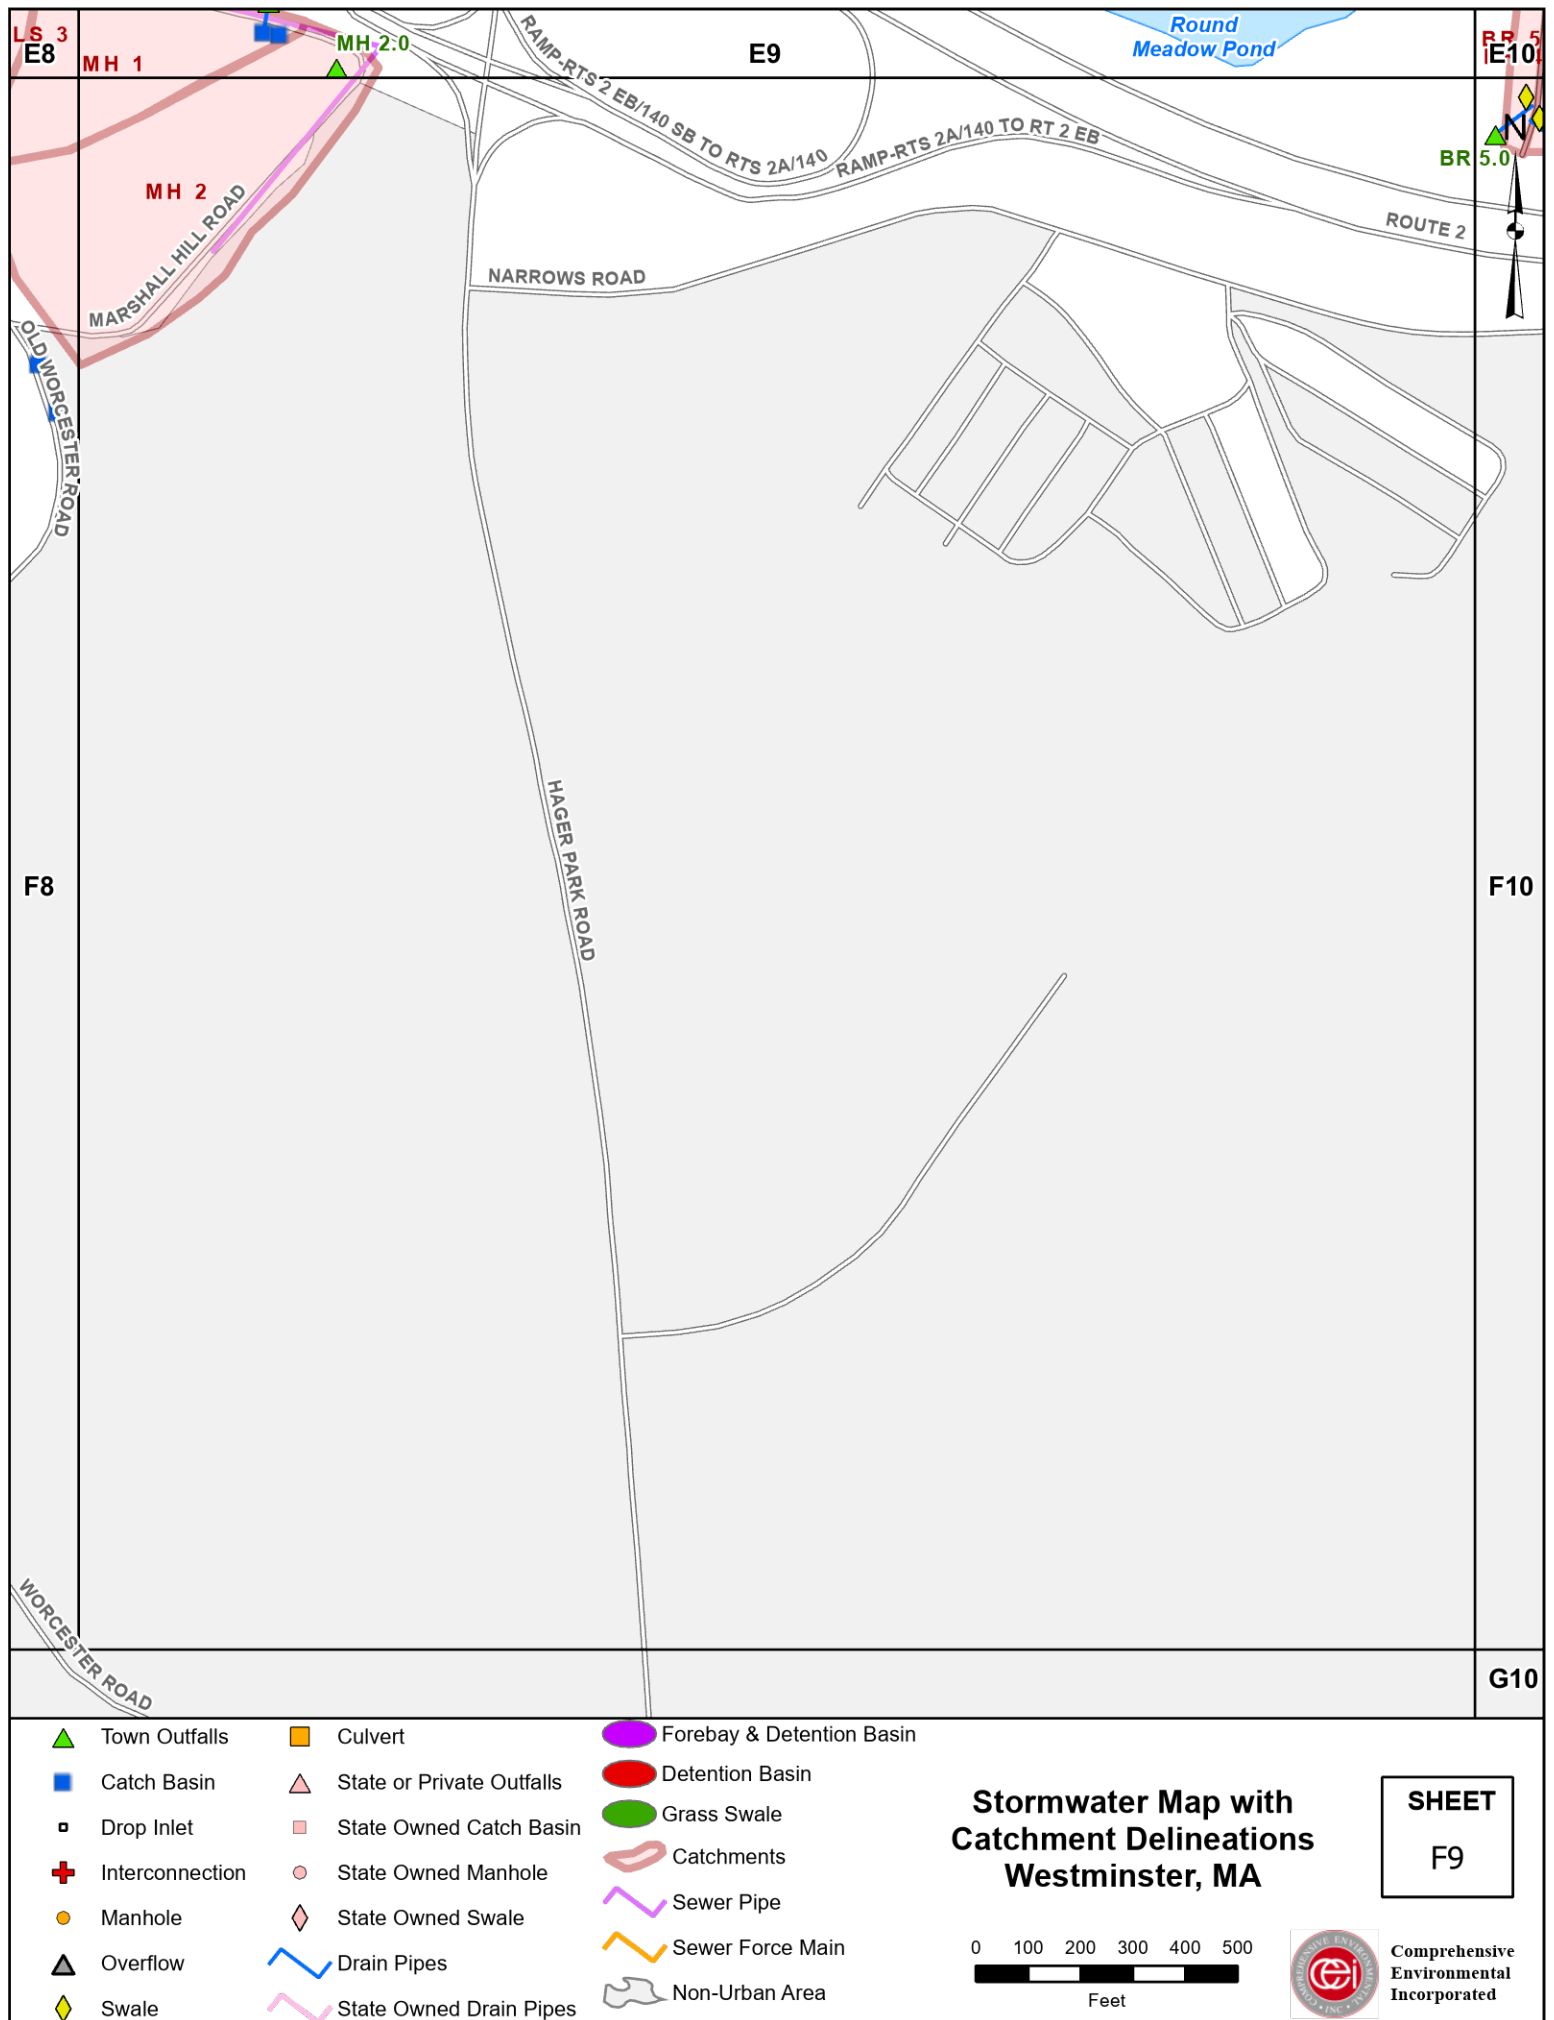 LS 3
E8
MH 1
MH 2.0
E9
Round
Meadow Pond
BR 5
E10
RAMP-RTS 2 EB/140 SB TO RTS 2A/140
RAMP-RTS 2A/140 TO RT 2 EB
N
BR 5.0
MH 2
MARSHALL HILL ROAD
ROUTE 2
NARROWS ROAD
OLD WORCESTER ROAD
HAGER PARK ROAD
F8
F10
WORCESTER ROAD
G10
Town Outfalls
Catch Basin
Drop Inlet
Interconnection
Manhole
Overflow
Swale
Culvert
State or Private Outfalls
State Owned Catch Basin
State Owned Manhole
State Owned Swale
Drain Pipes
State Owned Drain Pipes
Forebay & Detention Basin
Detention Basin
Grass Swale
Catchments
Sewer Pipe
Sewer Force Main
Non-Urban Area
Stormwater Map with
Catchment Delineations
Westminster, MA
SHEET
F9
0 100 200 300 400 500
Feet
COMPREHENSIVE ENVIRONMENTAL
• INC •
cei
Comprehensive
Environmental
Incorporated